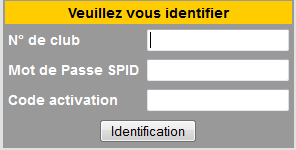 Veuillez vous identifier
N° de club
Mot de Passe SPID
Code activation
Identification